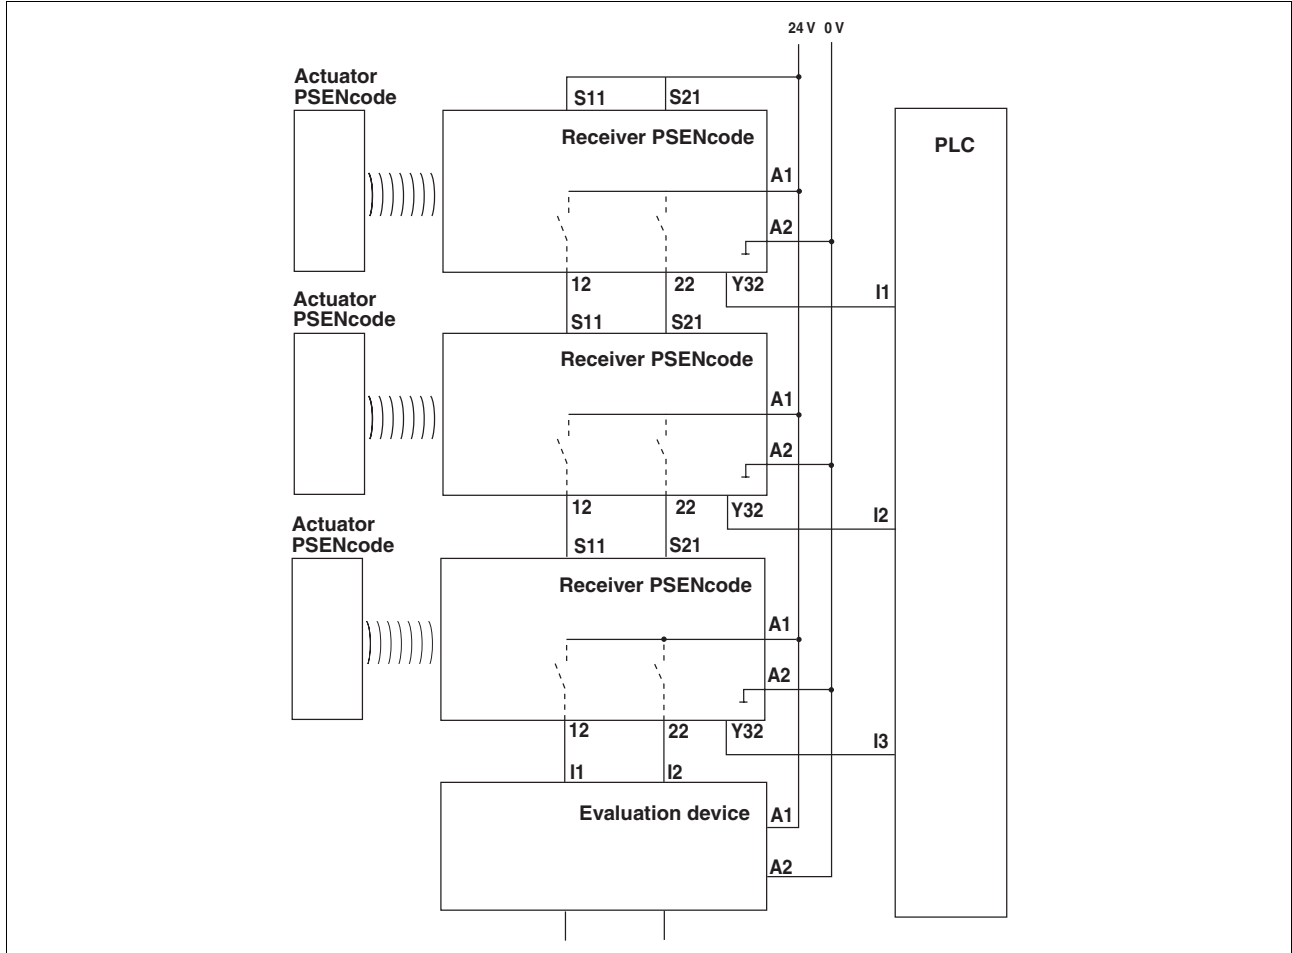 24 V 0 V
Actuator
PSENcode
S11 S21
Receiver PSENcode
PLC
A1
A2
12 22 Y32
I1
Actuator
PSENcode
S11 S21
Receiver PSENcode
A1
A2
12 22 Y32
I2
Actuator
PSENcode
S11 S21
Receiver PSENcode
A1
A2
12 22 Y32
I3
I1 I2
Evaluation device
A1
A2